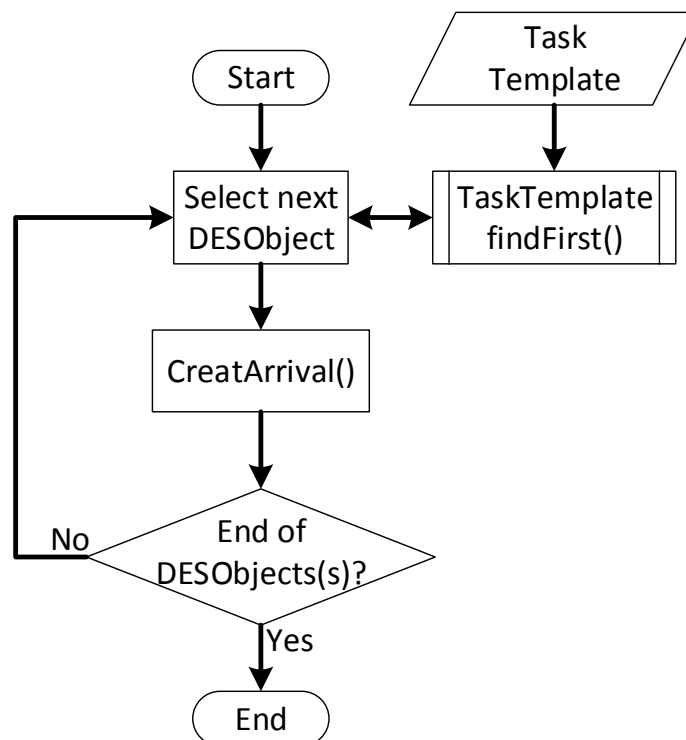 Start
Task
Template
Select next
DESObject
TaskTemplate
findFirst()
CreatArrival()
End of
DESObjects(s)?
No
Yes
End